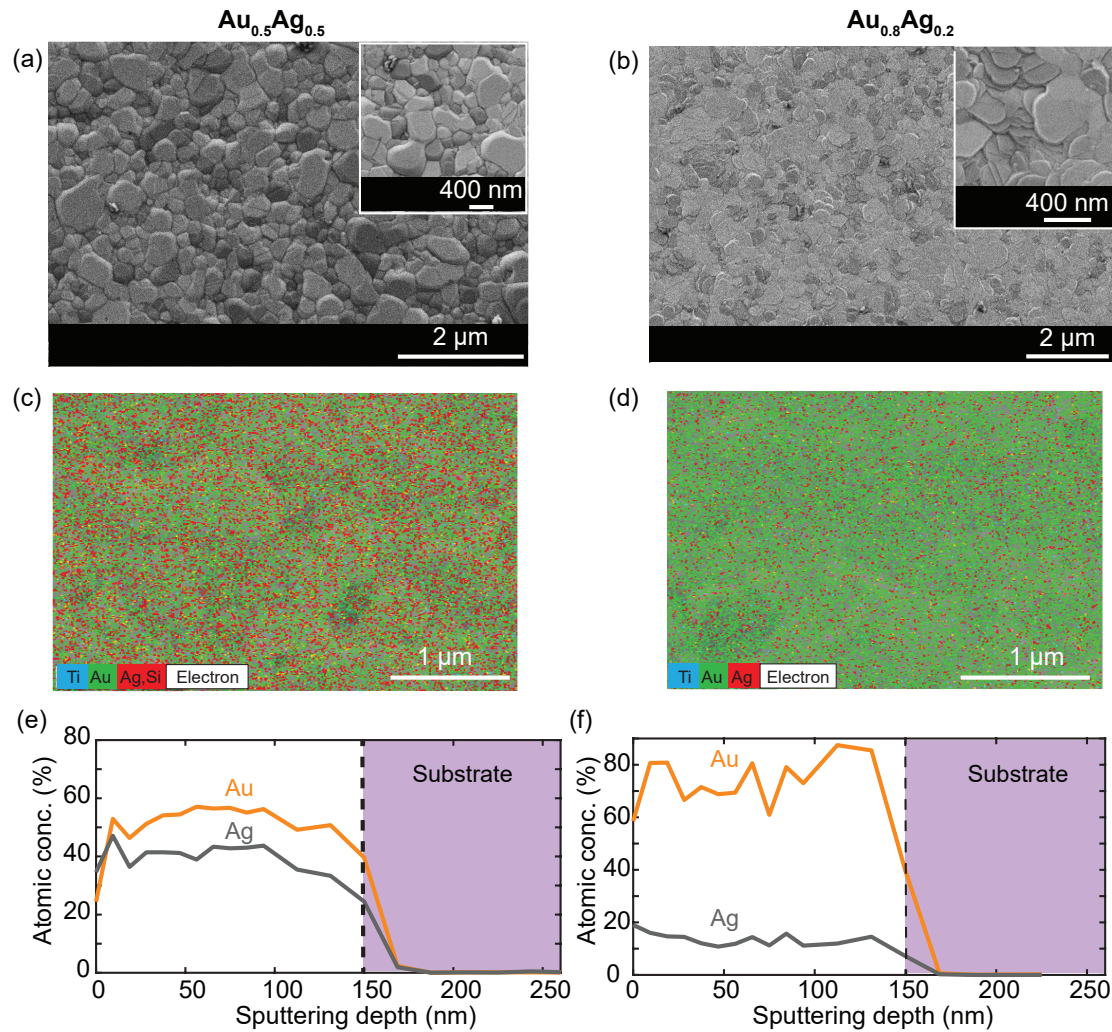 Au0.5Ag0.5
Au0.8Ag0.2
(a)
400 nm
2 µm
(b)
400 nm
2 µm
(c)
Ti Au Ag,Si Electron
1 µm
(d)
Ti Au Ag Electron
1 µm
(e)
80
60
40
20
0
Atomic conc. (%)
Au
Ag
Substrate
0 50 100 150 200 250
Sputtering depth (nm)
(f)
80
60
40
20
0
Atomic conc. (%)
Au
Ag
Substrate
0 50 100 150 200 250
Sputtering depth (nm)